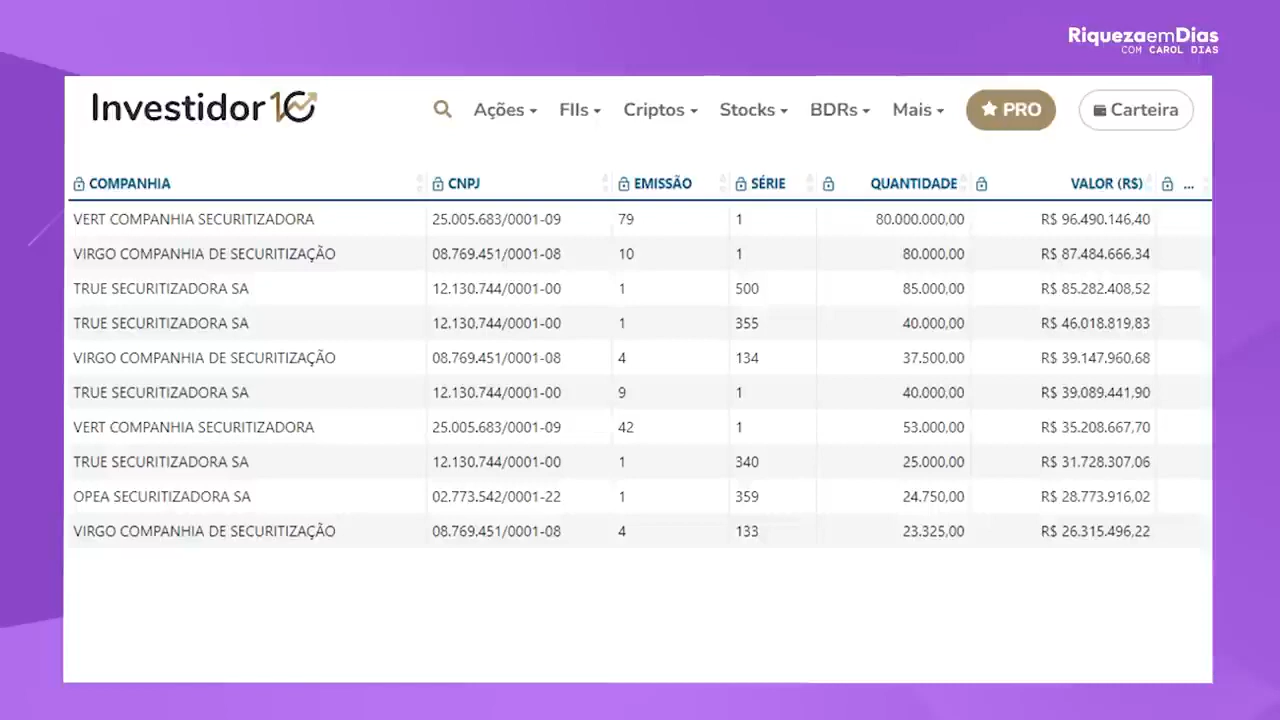 RiquezaemDias
COM CAROL DIAS
Investidor10 Ações FIIs Criptos Stocks BDRs Mais PRO Carteira
COMPANHIA CNPJ EMISSÃO SÉRIE QUANTIDADE VALOR (R$) ...
VERT COMPANHIA SECURITIZADORA 25.005.683/0001-09 79 1 80.000.000,00 R$ 96.490.146,40
VIRGO COMPANHIA DE SECURITIZAÇÃO 08.769.451/0001-08 10 1 80.000,00 R$ 87.484.666,34
TRUE SECURITIZADORA SA 12.130.744/0001-00 1 500 85.000,00 R$ 85.282.408,52
TRUE SECURITIZADORA SA 12.130.744/0001-00 1 355 40.000,00 R$ 46.018.819,83
VIRGO COMPANHIA DE SECURITIZAÇÃO 08.769.451/0001-08 4 134 37.500,00 R$ 39.147.960,68
TRUE SECURITIZADORA SA 12.130.744/0001-00 9 1 40.000,00 R$ 39.089.441,90
VERT COMPANHIA SECURITIZADORA 25.005.683/0001-09 42 1 53.000,00 R$ 35.208.667,70
TRUE SECURITIZADORA SA 12.130.744/0001-00 1 340 25.000,00 R$ 31.728.307,06
OPEA SECURITIZADORA SA 02.773.542/0001-22 1 359 24.750,00 R$ 28.773.916,02
VIRGO COMPANHIA DE SECURITIZAÇÃO 08.769.451/0001-08 4 133 23.325,00 R$ 26.315.496,22